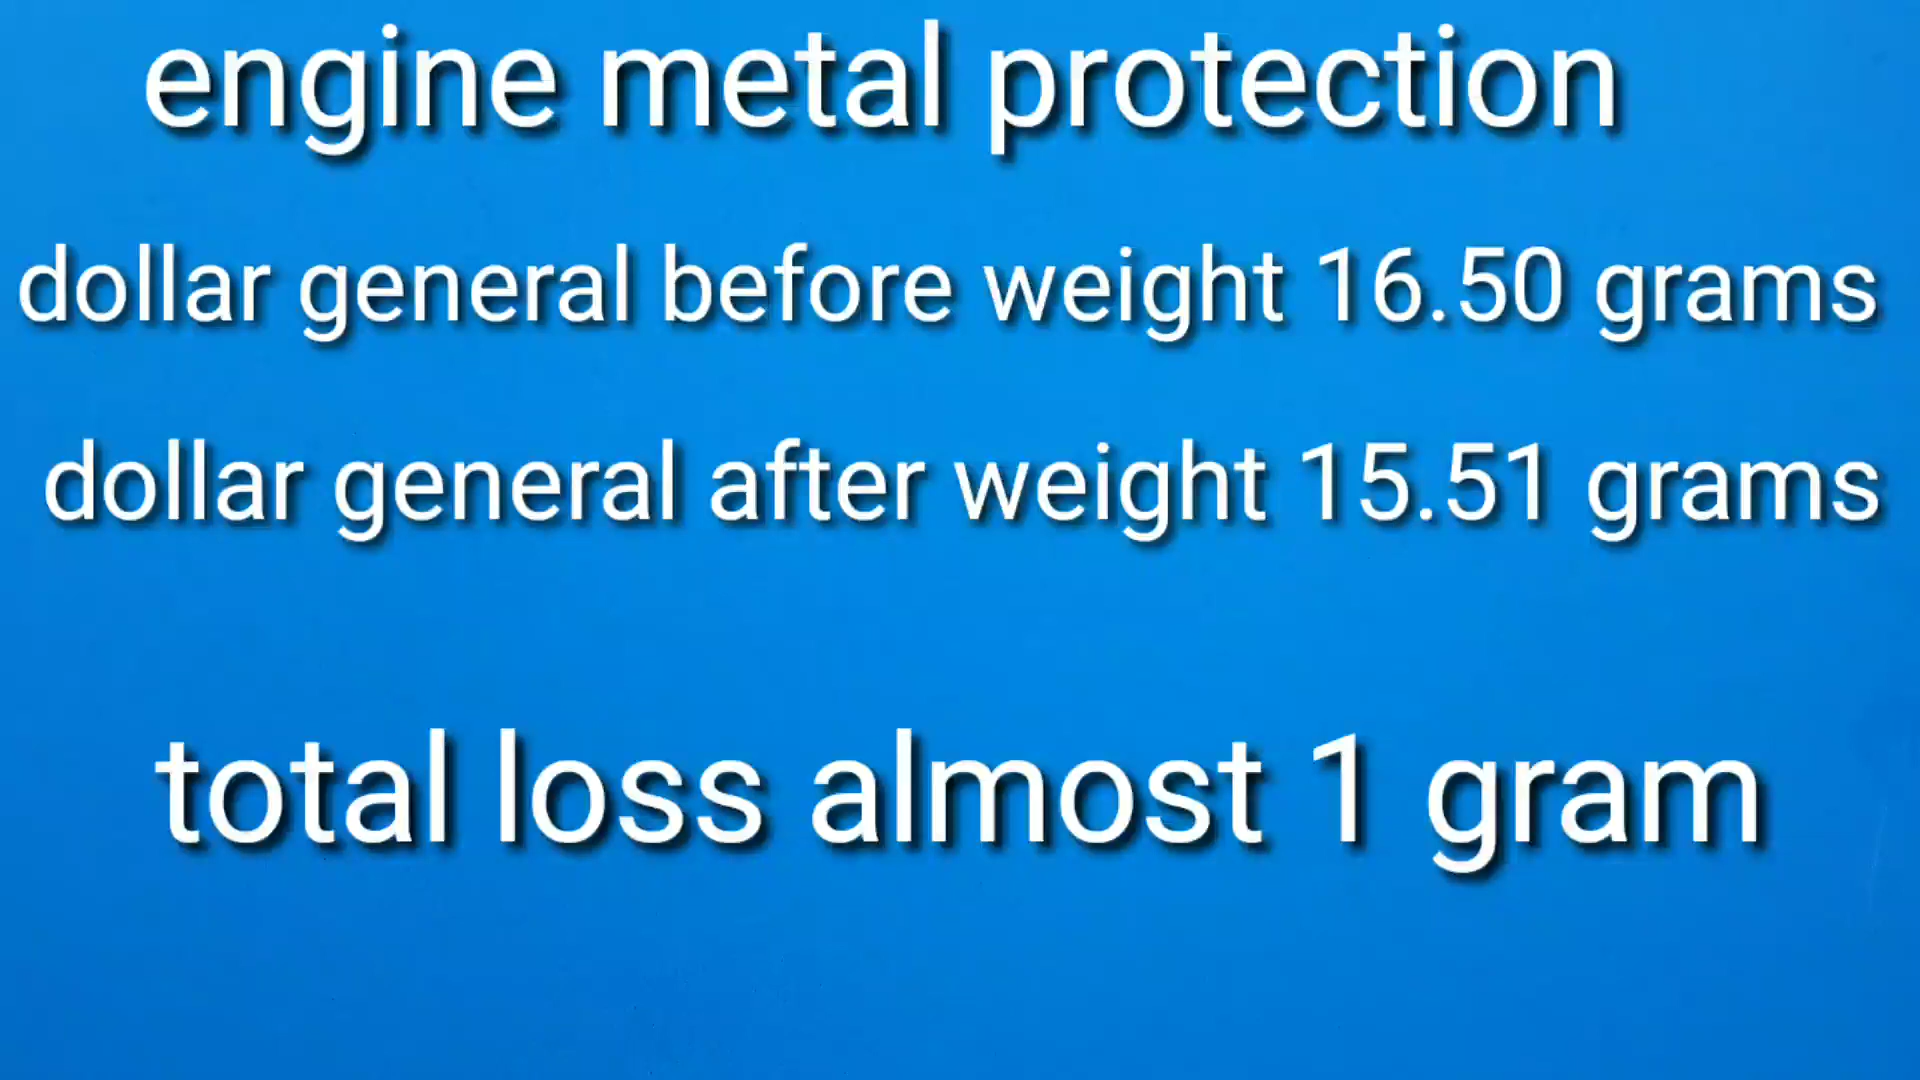 engine metal protection
dollar general before weight 16.50 grams
dollar general after weight 15.51 grams
total loss almost 1 gram